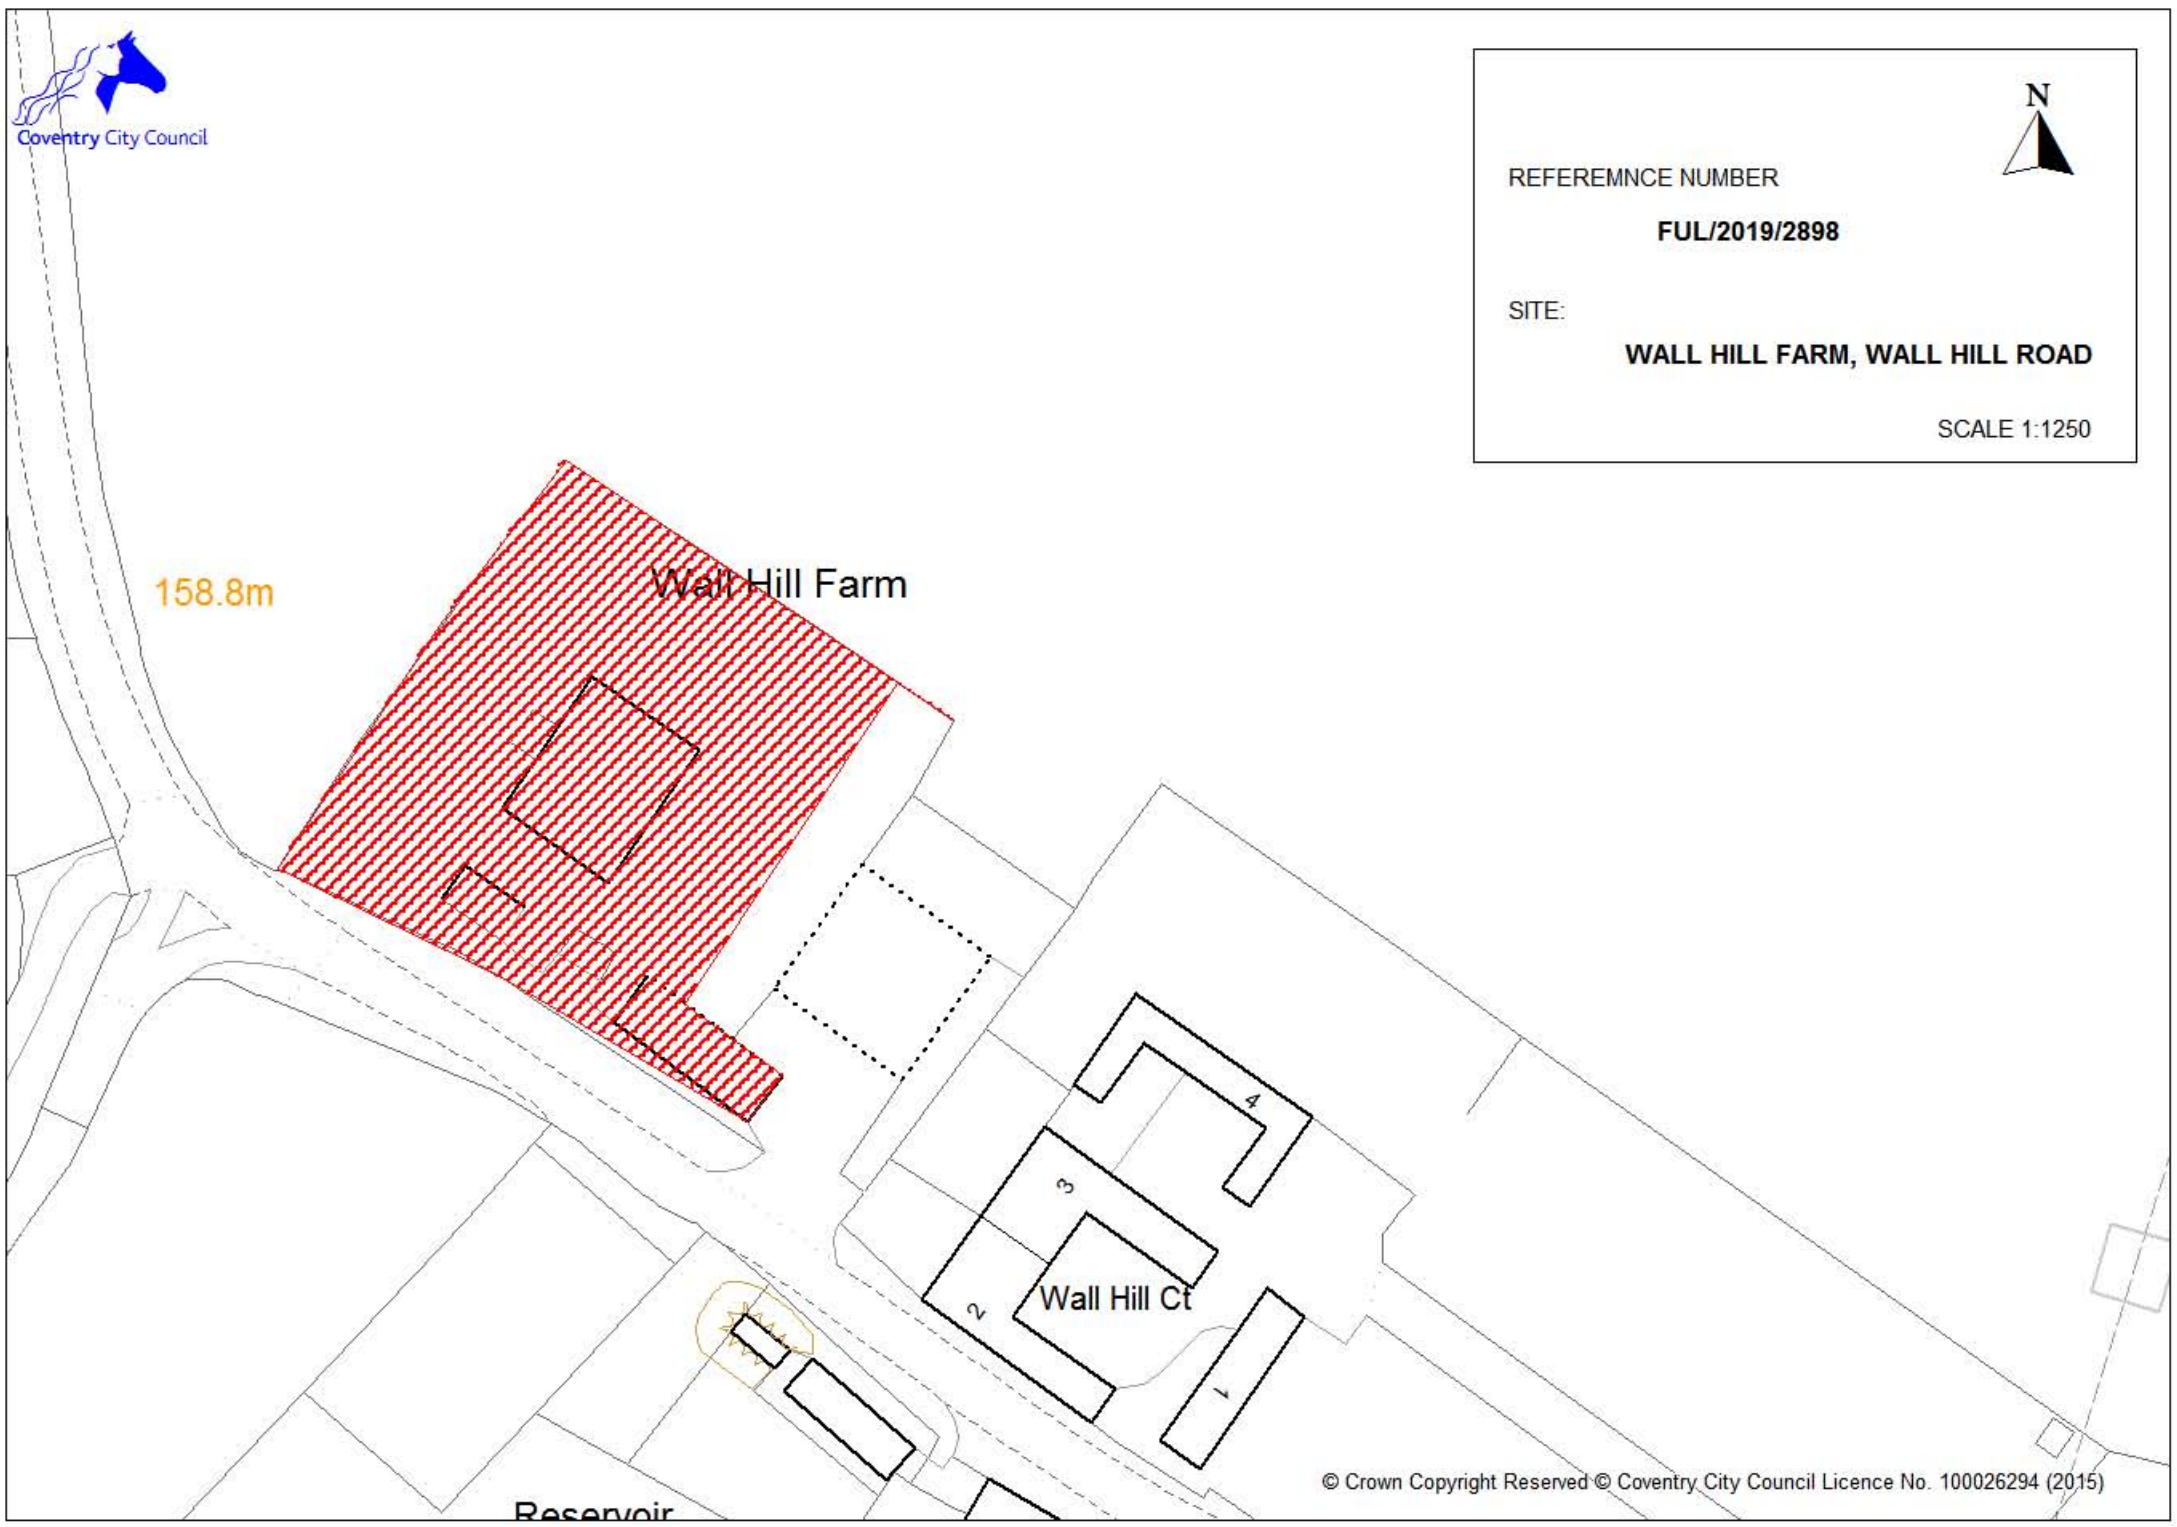 Coventry City Council
N
REFEREMNCE NUMBER
FUL/2019/2898
SITE:
WALL HILL FARM, WALL HILL ROAD
SCALE 1:1250
158.8m
Wall Hill Farm
4
3
2
Wall Hill Ct
1
Reservoir
© Crown Copyright Reserved © Coventry City Council Licence No. 100026294 (2015)